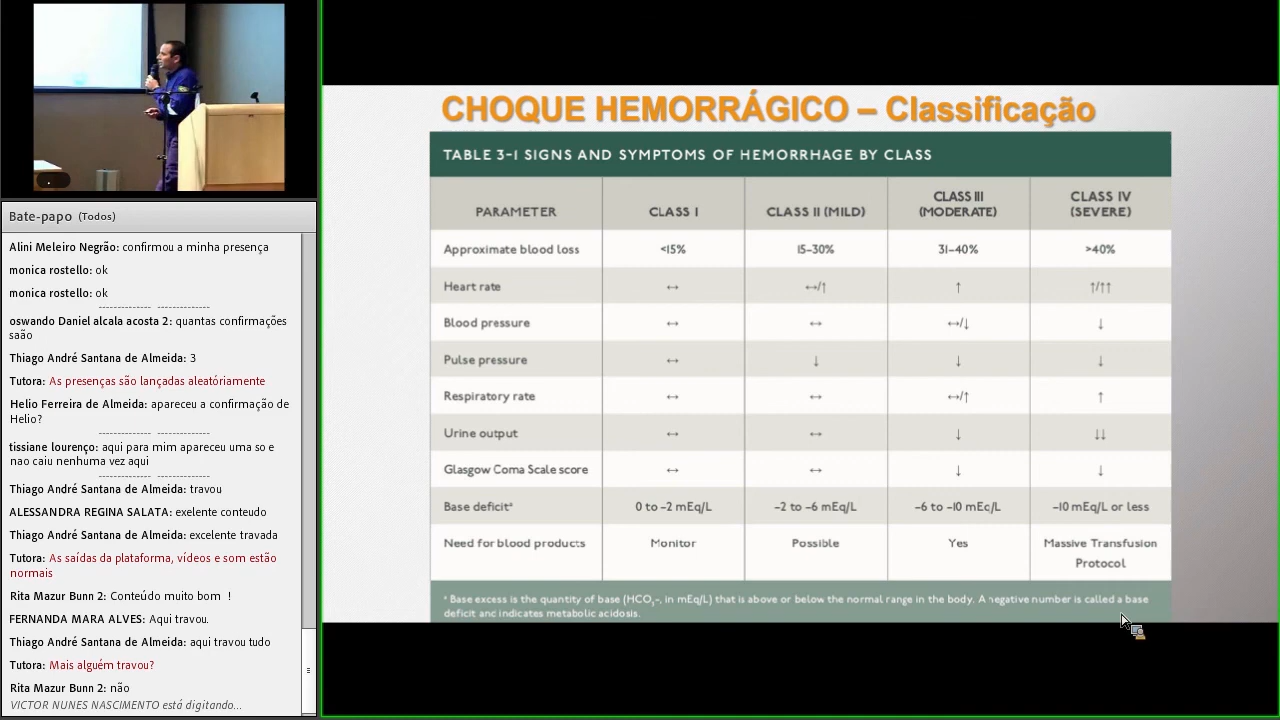 Bate-papo (Todos)
Alini Meleiro Negrão: confirmou a minha presença
monica rostello: ok
monica rostello: ok
oswando Daniel alcala acosta 2: quantas confirmações
saão
Thiago André Santana de Almeida: 3
Tutora: As presenças são lançadas aleatóriamente
Helio Ferreira de Almeida: apareceu a confirmação de
Helio?
tissiane lourenço: aqui para mim apareceu uma so e
nao caiu nenhuma vez aqui
Thiago André Santana de Almeida: travou
ALESSANDRA REGINA SALATA: exelente conteudo
Thiago André Santana de Almeida: excelente travada
Tutora: As saídas da plataforma, vídeos e som estão
normais
Rita Mazur Bunn 2: Conteúdo muito bom !
FERNANDA MARA ALVES: Aqui travou.
Thiago André Santana de Almeida: aqui travou tudo
Tutora: Mais alguém travou?
Rita Mazur Bunn 2: não
VICTOR NUNES NASCIMENTO está digitando...
CHOQUE HEMORRÁGICO – Classificação
TABLE 3-1 SIGNS AND SYMPTOMS OF HEMORRHAGE BY CLASS
PARAMETER CLASS I CLASS II (MILD) CLASS III (MODERATE) CLASS IV (SEVERE)
Approximate blood loss <15% 15–30% 31–40% >40%
Heart rate ↔ ↔/↑ ↑ ↑/↑↑
Blood pressure ↔ ↔ ↔/↓ ↓
Pulse pressure ↔ ↓ ↓ ↓
Respiratory rate ↔ ↔ ↔/↑ ↑
Urine output ↔ ↔ ↓ ↓↓
Glasgow Coma Scale score ↔ ↔ ↓ ↓
Base deficitᵃ 0 to –2 mEq/L –2 to –6 mEq/L –6 to –10 mEq/L –10 mEq/L or less
Need for blood products Monitor Possible Yes Massive Transfusion Protocol
ᵃ Base excess is the quantity of base (HCO₃–, in mEq/L) that is above or below the normal range in the body. A negative number is called a base
deficit and indicates metabolic acidosis.